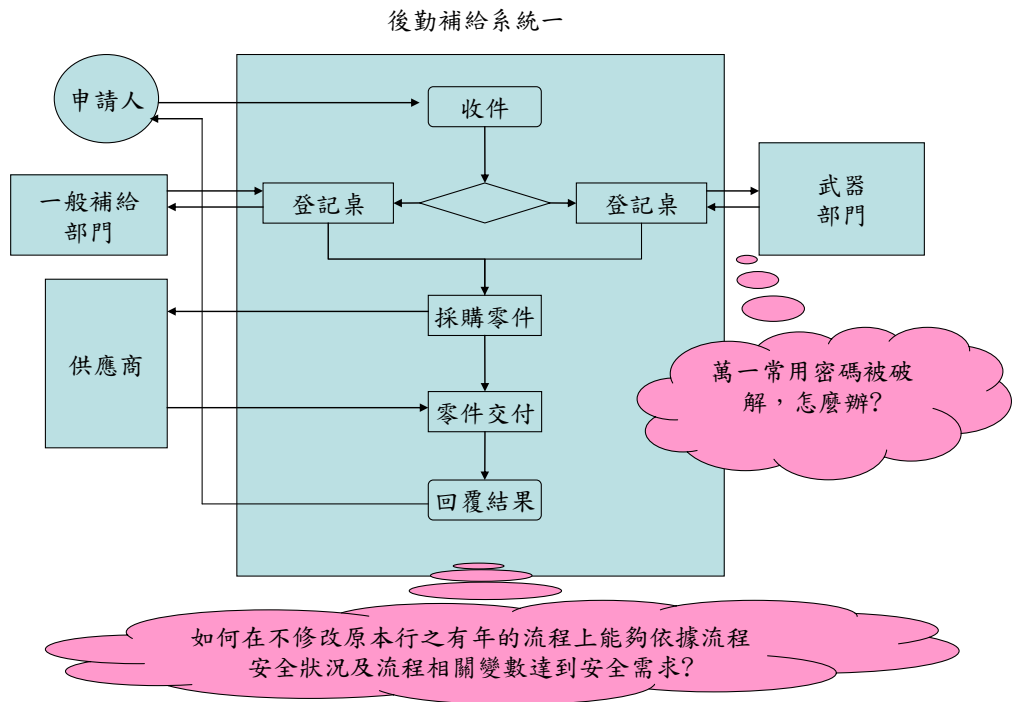 後勤補給系統一
申請人
收件
一般補給
部門
登記桌
登記桌
武器
部門
採購零件
供應商
萬一常用密碼被破
解，怎麼辦?
零件交付
回覆結果
如何在不修改原本行之有年的流程上能夠依據流程
安全狀況及流程相關變數達到安全需求?